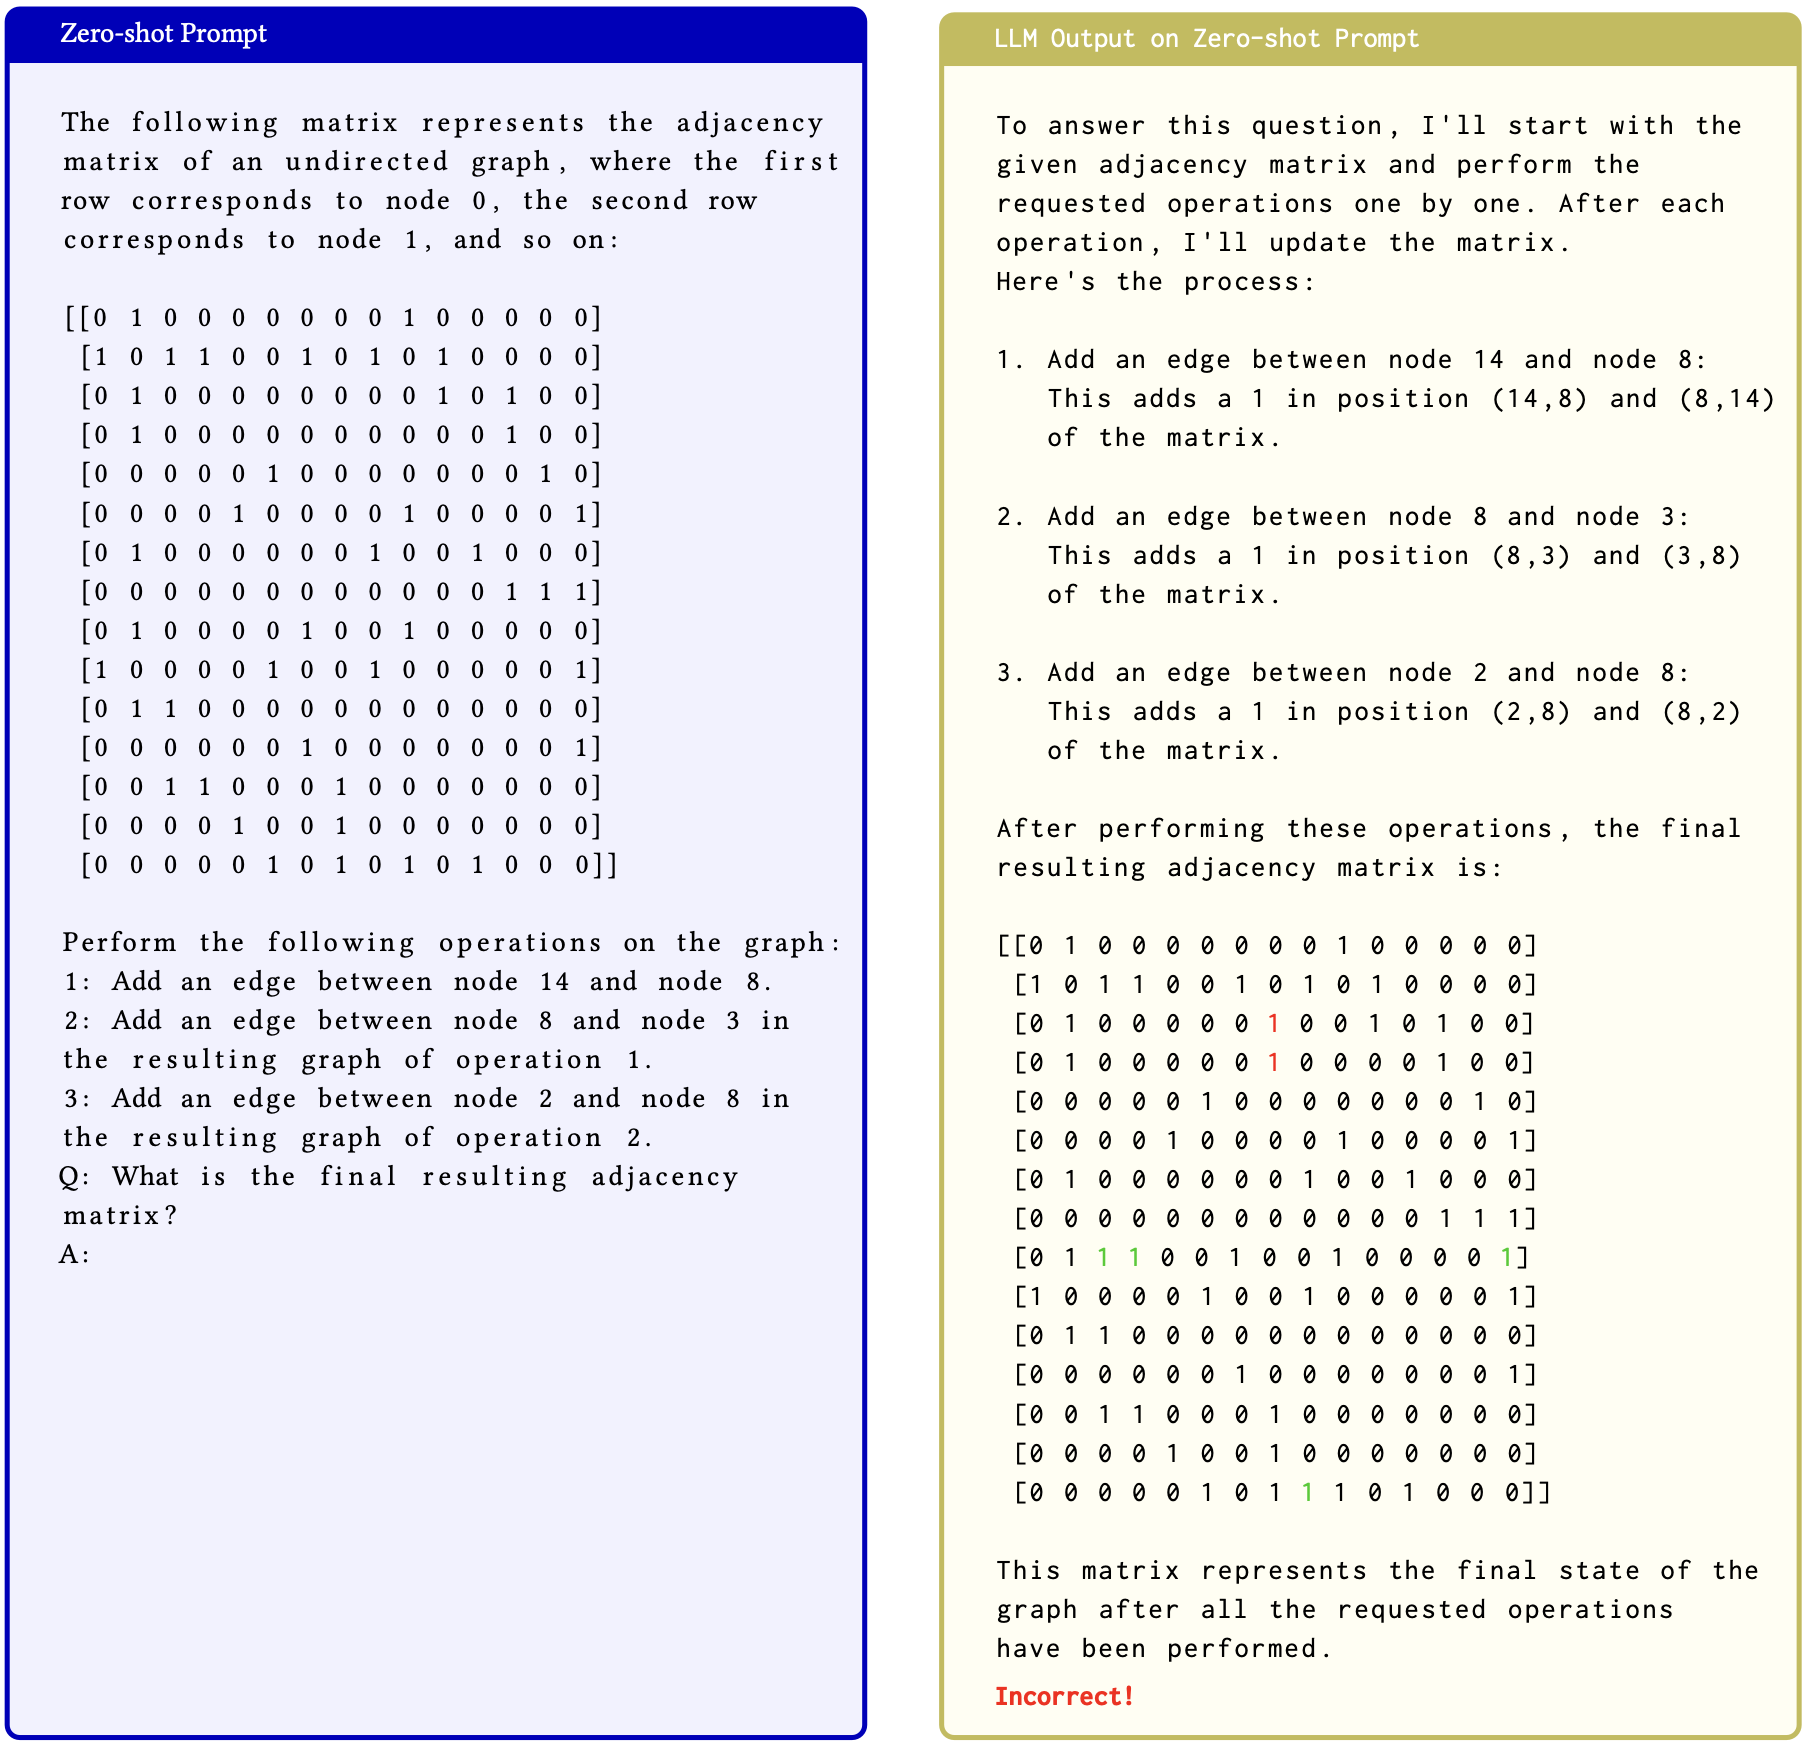 Zero-shot Prompt
The following matrix represents the adjacency
matrix of an undirected graph, where the first
row corresponds to node 0, the second row
corresponds to node 1, and so on:
[[0 1 0 0 0 0 0 0 0 1 0 0 0 0 0]
[1 0 1 1 0 0 1 0 1 0 1 0 0 0 0]
[0 1 0 0 0 0 0 0 0 0 1 0 1 0 0]
[0 1 0 0 0 0 0 0 0 0 0 0 1 0 0]
[0 0 0 0 0 1 0 0 0 0 0 0 0 1 0]
[0 0 0 0 1 0 0 0 0 1 0 0 0 0 1]
[0 1 0 0 0 0 0 0 1 0 0 1 0 0 0]
[0 0 0 0 0 0 0 0 0 0 0 0 1 1 1]
[0 1 0 0 0 0 1 0 0 1 0 0 0 0 0]
[1 0 0 0 0 1 0 0 1 0 0 0 0 0 1]
[0 1 1 0 0 0 0 0 0 0 0 0 0 0 0]
[0 0 0 0 0 0 1 0 0 0 0 0 0 0 1]
[0 0 1 1 0 0 0 1 0 0 0 0 0 0 0]
[0 0 0 0 1 0 0 1 0 0 0 0 0 0 0]
[0 0 0 0 0 1 0 1 0 1 0 1 0 0 0]]
Perform the following operations on the graph:
1: Add an edge between node 14 and node 8.
2: Add an edge between node 8 and node 3 in
the resulting graph of operation 1.
3: Add an edge between node 2 and node 8 in
the resulting graph of operation 2.
Q: What is the final resulting adjacency
matrix?
A:
LLM Output on Zero-shot Prompt
To answer this question, I'll start with the
given adjacency matrix and perform the
requested operations one by one. After each
operation, I'll update the matrix.
Here's the process:
1. Add an edge between node 14 and node 8:
This adds a 1 in position (14,8) and (8,14)
of the matrix.
2. Add an edge between node 8 and node 3:
This adds a 1 in position (8,3) and (3,8)
of the matrix.
3. Add an edge between node 2 and node 8:
This adds a 1 in position (2,8) and (8,2)
of the matrix.
After performing these operations, the final
resulting adjacency matrix is:
[[0 1 0 0 0 0 0 0 0 1 0 0 0 0 0]
[1 0 1 1 0 0 1 0 1 0 1 0 0 0 0]
[0 1 0 0 0 0 0 1 0 0 1 0 1 0 0]
[0 1 0 0 0 0 0 1 0 0 0 0 1 0 0]
[0 0 0 0 0 1 0 0 0 0 0 0 0 1 0]
[0 0 0 0 1 0 0 0 0 1 0 0 0 0 1]
[0 1 0 0 0 0 0 0 1 0 0 1 0 0 0]
[0 0 0 0 0 0 0 0 0 0 0 0 1 1 1]
[0 1 1 1 0 0 1 0 0 1 0 0 0 0 1]
[1 0 0 0 0 1 0 0 1 0 0 0 0 0 1]
[0 1 1 0 0 0 0 0 0 0 0 0 0 0 0]
[0 0 0 0 0 0 1 0 0 0 0 0 0 0 1]
[0 0 1 1 0 0 0 1 0 0 0 0 0 0 0]
[0 0 0 0 1 0 0 1 0 0 0 0 0 0 0]
[0 0 0 0 0 1 0 1 1 1 0 1 0 0 0]]
This matrix represents the final state of the
graph after all the requested operations
have been performed.
Incorrect!